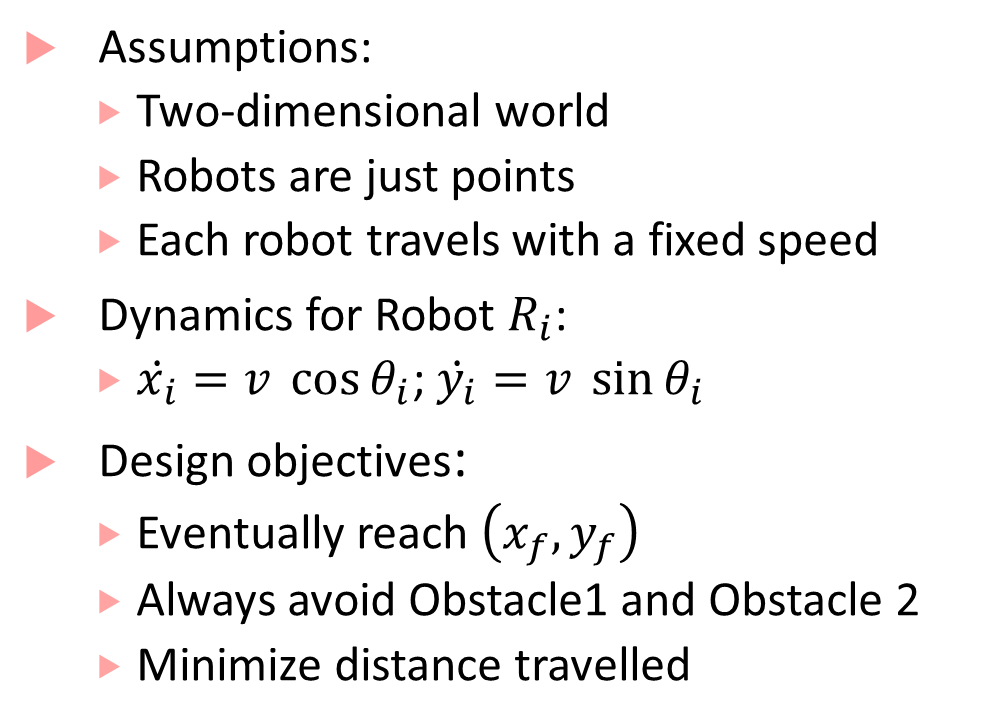 Assumptions:
Two-dimensional world
Robots are just points
Each robot travels with a fixed speed
Dynamics for Robot Rᵢ:
ẋᵢ = v cos θᵢ; ẏᵢ = v sin θᵢ
Design objectives:
Eventually reach (x_f, y_f)
Always avoid Obstacle1 and Obstacle 2
Minimize distance travelled